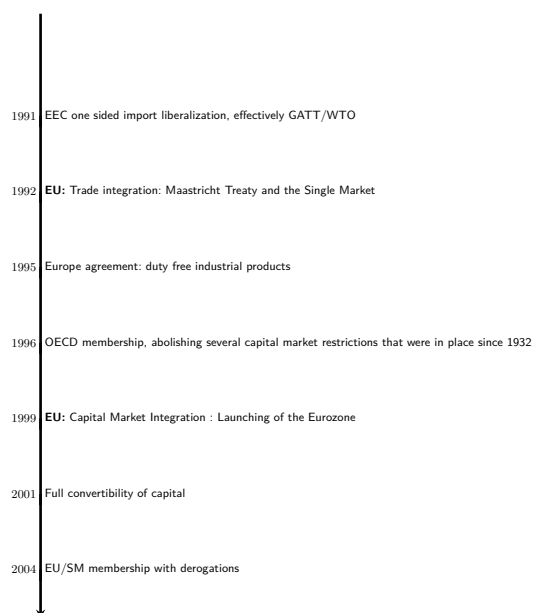 1991 EEC one sided import liberalization, effectively GATT/WTO
1992 EU: Trade integration: Maastricht Treaty and the Single Market
1995 Europe agreement: duty free industrial products
1996 OECD membership, abolishing several capital market restrictions that were in place since 1932
1999 EU: Capital Market Integration : Launching of the Eurozone
2001 Full convertibility of capital
2004 EU/SM membership with derogations